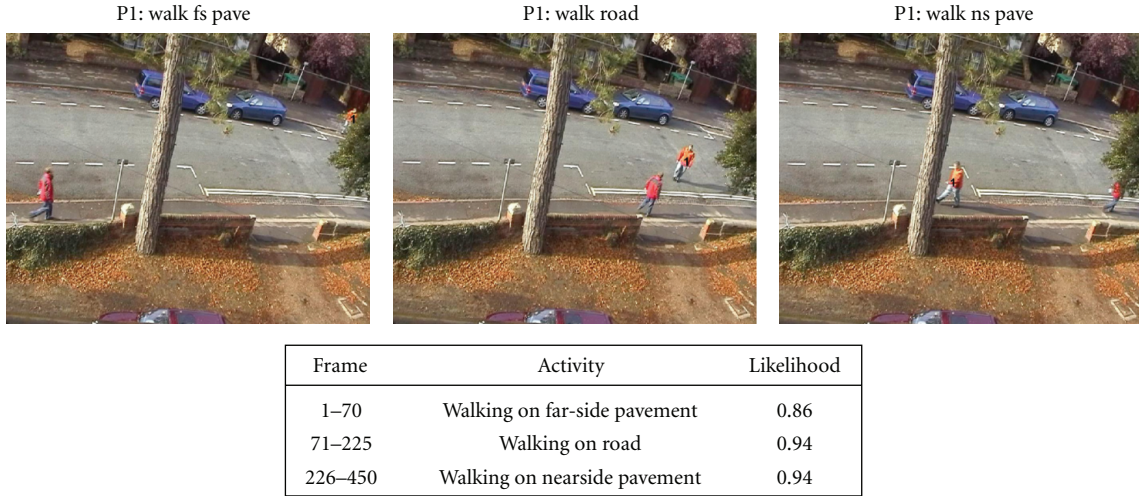 P1: walk fs pave
P1: walk road
P1: walk ns pave
Frame Activity Likelihood
1–70 Walking on far-side pavement 0.86
71–225 Walking on road 0.94
226–450 Walking on nearside pavement 0.94